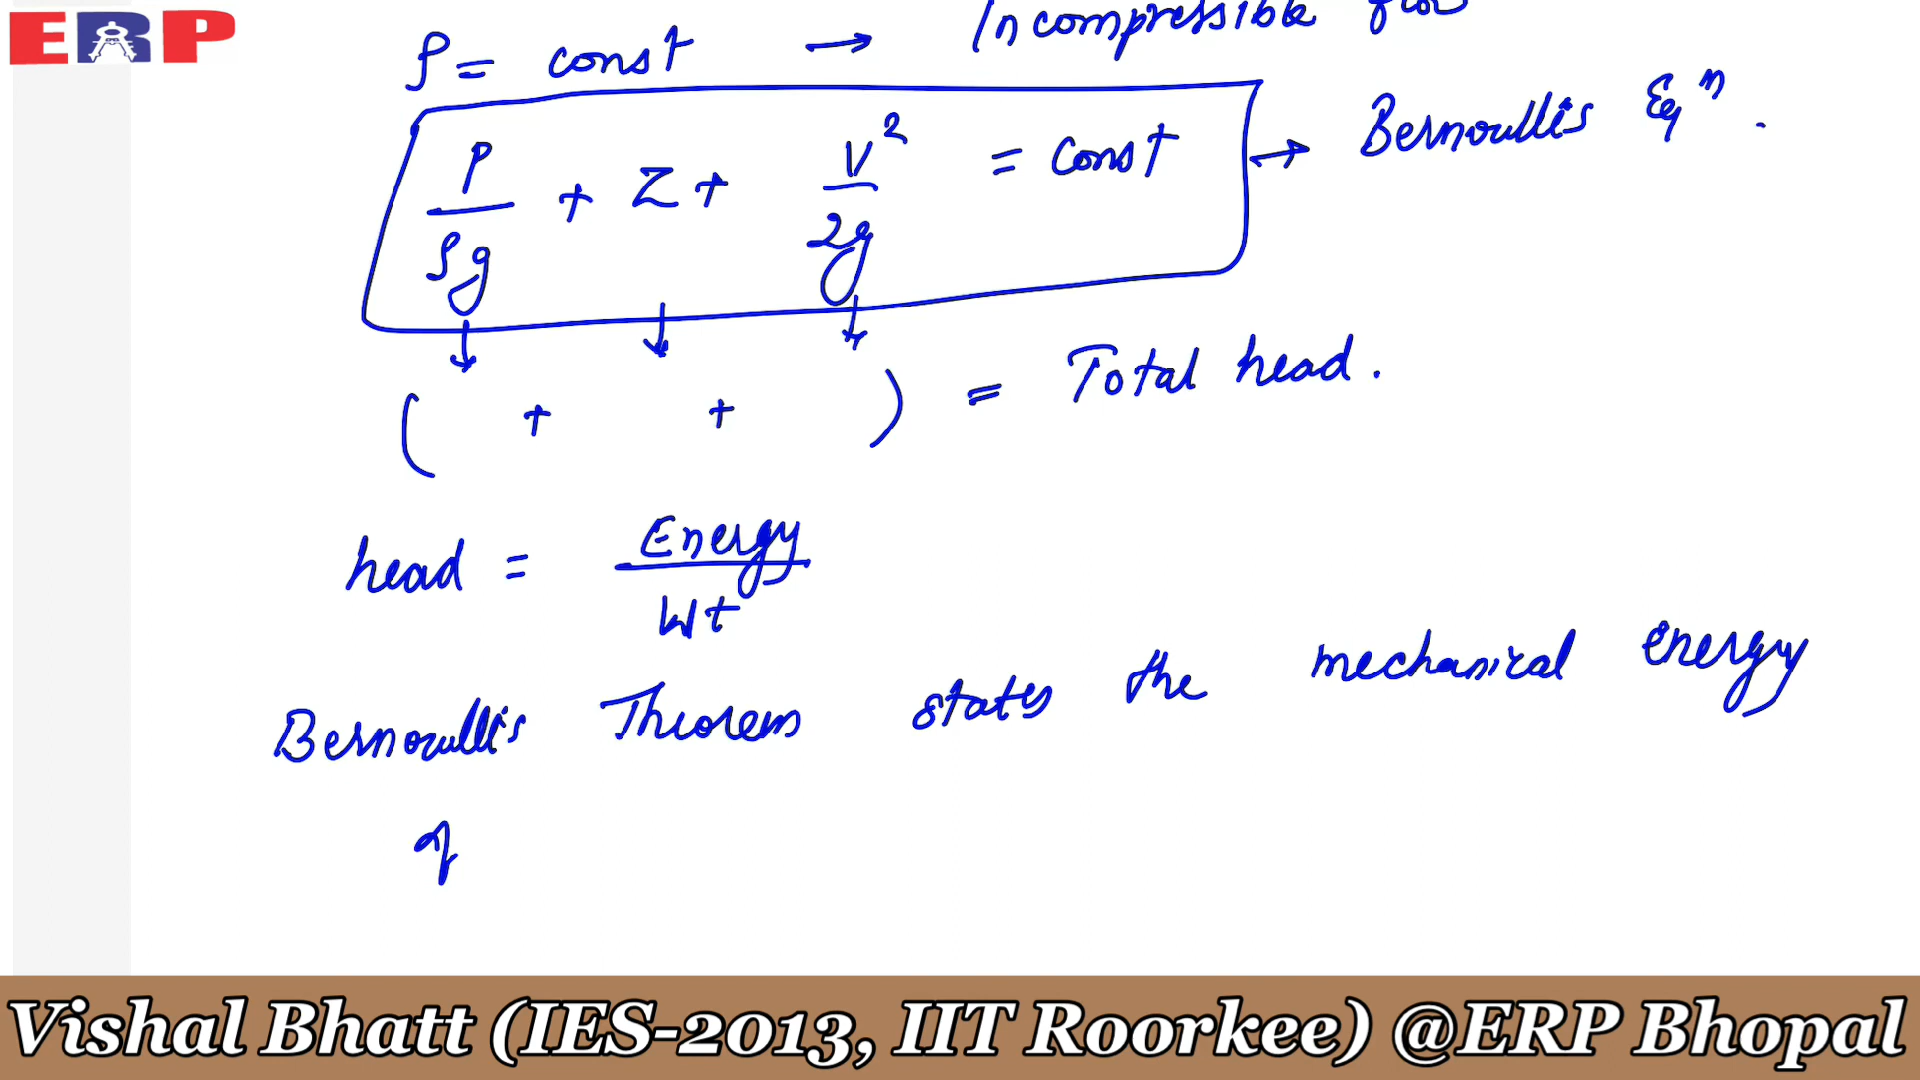 ERP
ρ = const → Incompressible flow
P/ρg + Z + V²/2g = const → Bernoulli's Eqⁿ.
( + + ) = Total head.
head = Energy/Wt
Bernoulli's Theorem states the mechanical energy
of
Vishal Bhatt (IES-2013, IIT Roorkee) @ERP Bhopal